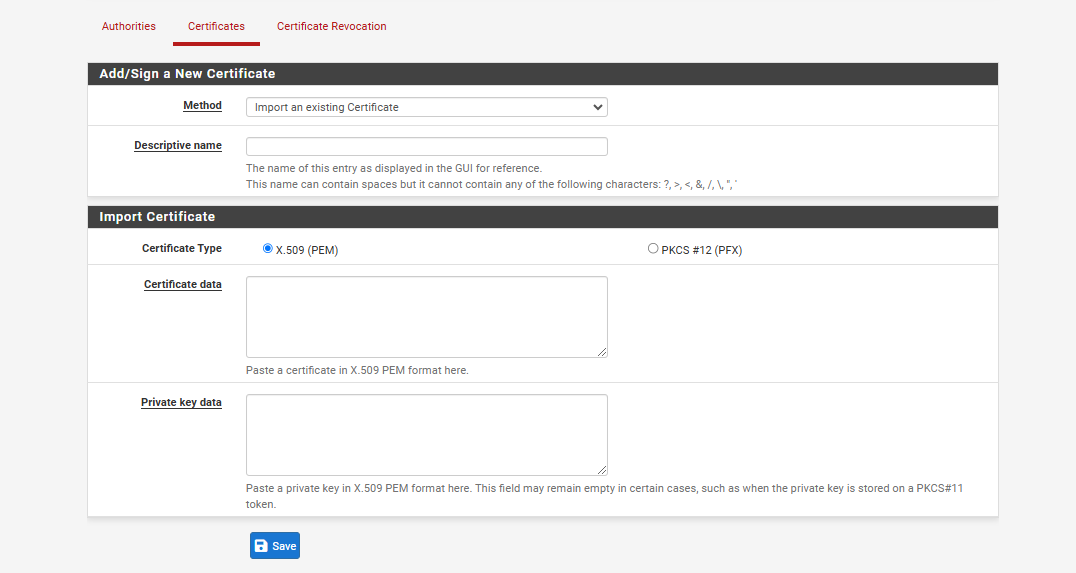 Authorities Certificates Certificate Revocation
Add/Sign a New Certificate
Method Import an existing Certificate
Descriptive name
The name of this entry as displayed in the GUI for reference.
This name can contain spaces but it cannot contain any of the following characters: ?, >, <, &, /, \, ", '
Import Certificate
Certificate Type X.509 (PEM) PKCS #12 (PFX)
Certificate data
Paste a certificate in X.509 PEM format here.
Private key data
Paste a private key in X.509 PEM format here. This field may remain empty in certain cases, such as when the private key is stored on a PKCS#11
token.
Save